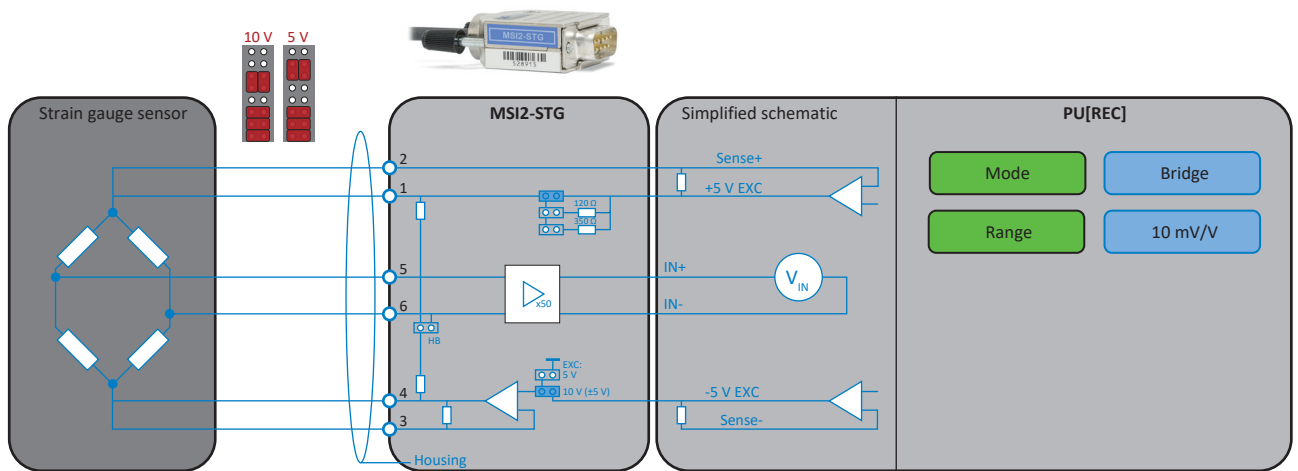 10 V 5 V
MSI2-STG
528915
Strain gauge sensor
MSI2-STG
Simplified schematic
PU[REC]
2
Sense+
Mode
Bridge
1
+5 V EXC
120 Ω
350 Ω
Range
10 mV/V
5
IN+
V IN
x50
6
IN-
HB
EXC:
5 V
4
10 V (±5 V)
-5 V EXC
3
Sense-
Housing